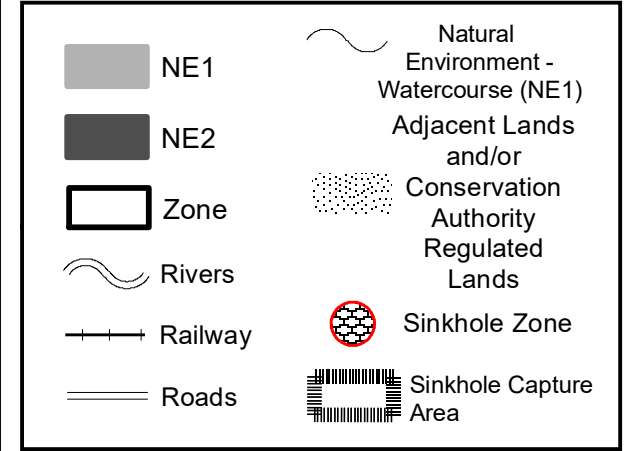 NE1
NE2
Zone
Rivers
Railway
Roads
Natural
Environment -
Watercourse (NE1)
Adjacent Lands
and/or
Conservation
Authority
Regulated
Lands
Sinkhole Zone
Sinkhole Capture
Area